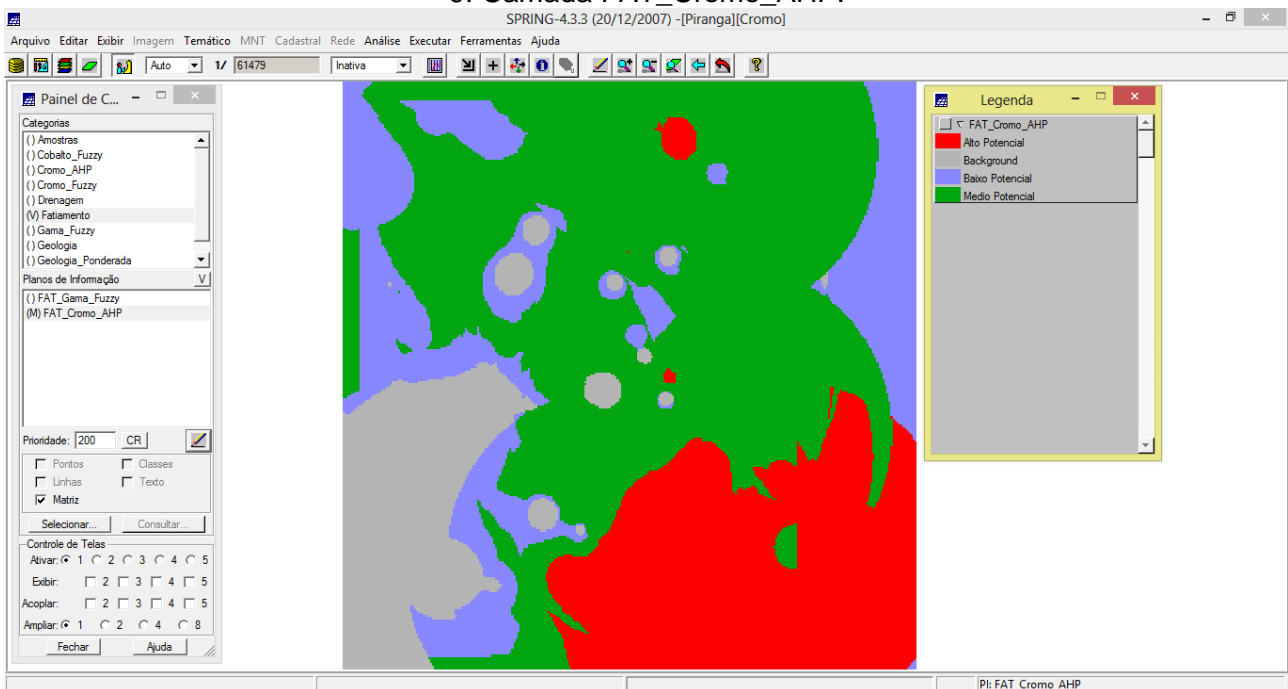 SPRING-4.3.3 (20/12/2007) -[Piranga][Cromo]
Arquivo Editar Exibir Imagem Temático MNT Cadastral Rede Análise Executar Ferramentas Ajuda
Auto 1/ 61479 Inativa
Painel de C...
Categorias
( ) Amostras
( ) Cobalto_Fuzzy
( ) Cromo_AHP
( ) Cromo_Fuzzy
( ) Drenagem
(V) Fatiamento
( ) Gama_Fuzzy
( ) Geologia
( ) Geologia_Ponderada
Planos de Informação V
( ) FAT_Gama_Fuzzy
(M) FAT_Cromo_AHP
Prioridade: 200 CR
Pontos Classes
Linhas Texto
Matriz
Selecionar... Consultar...
Controle de Telas
Ativar: 1 2 3 4 5
Exibir: 2 3 4 5
Acoplar: 2 3 4 5
Ampliar: 1 2 4 8
Fechar Ajuda
Legenda
FAT_Cromo_AHP
Alto Potencial
Background
Baixo Potencial
Medio Potencial
PI: FAT_Cromo_AHP